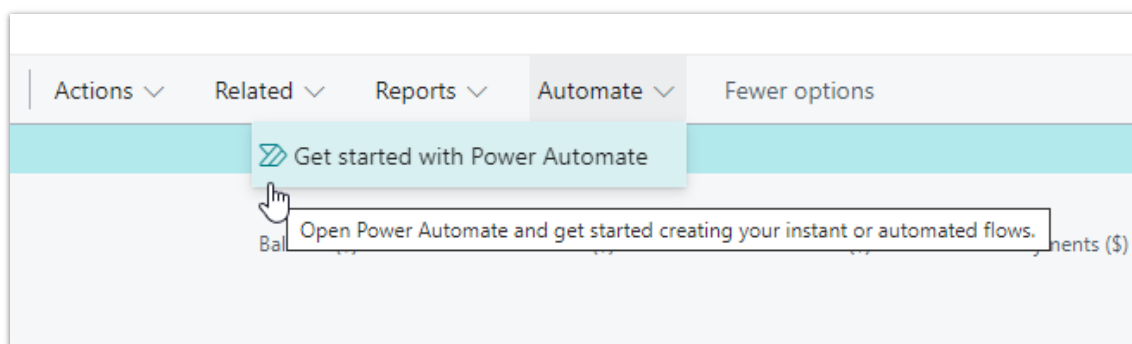 Actions Related Reports Automate Fewer options
Get started with Power Automate
Open Power Automate and get started creating your instant or automated flows.
($)